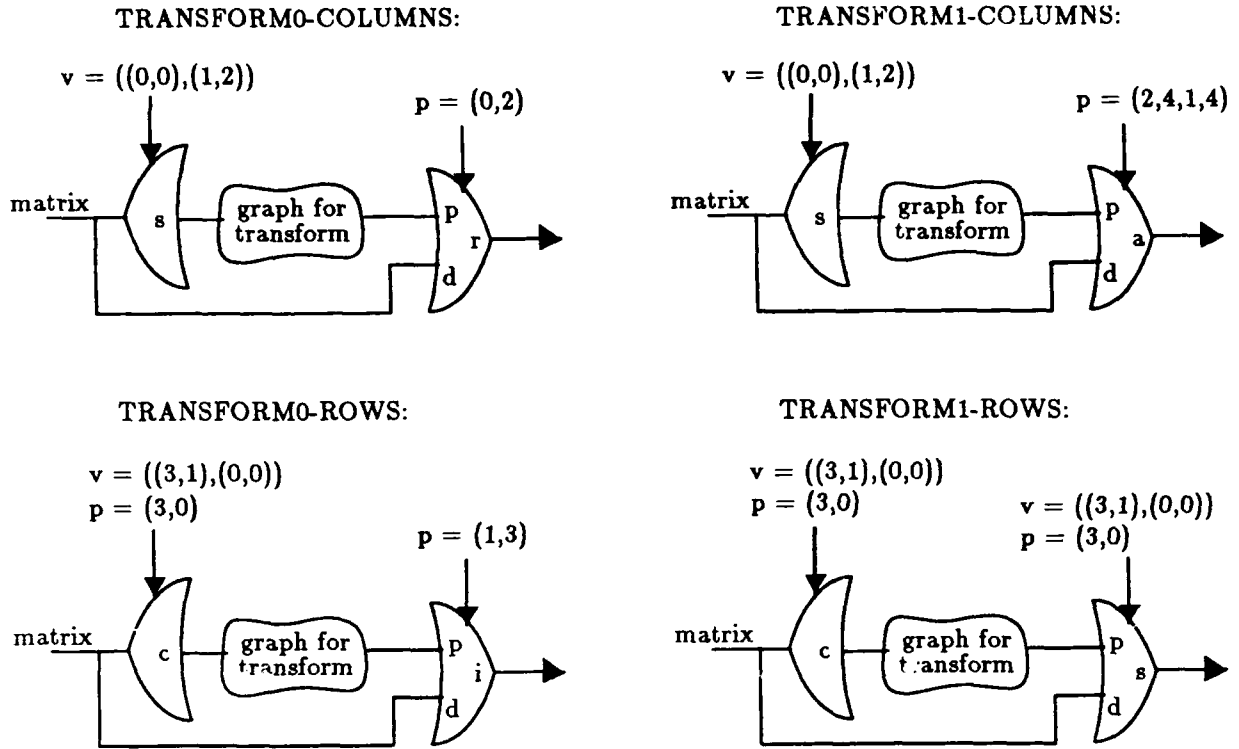 TRANSFORM0-COLUMNS:
v = ((0,0),(1,2))
p = (0,2)
matrix
s
graph for
transform
p
r
d
TRANSFORM1-COLUMNS:
v = ((0,0),(1,2))
p = (2,4,1,4)
matrix
s
graph for
transform
p
a
d
TRANSFORM0-ROWS:
v = ((3,1),(0,0))
p = (3,0)
p = (1,3)
matrix
c
graph for
transform
p
i
d
TRANSFORM1-ROWS:
v = ((3,1),(0,0))
p = (3,0)
v = ((3,1),(0,0))
p = (3,0)
matrix
c
graph for
transform
p
s
d